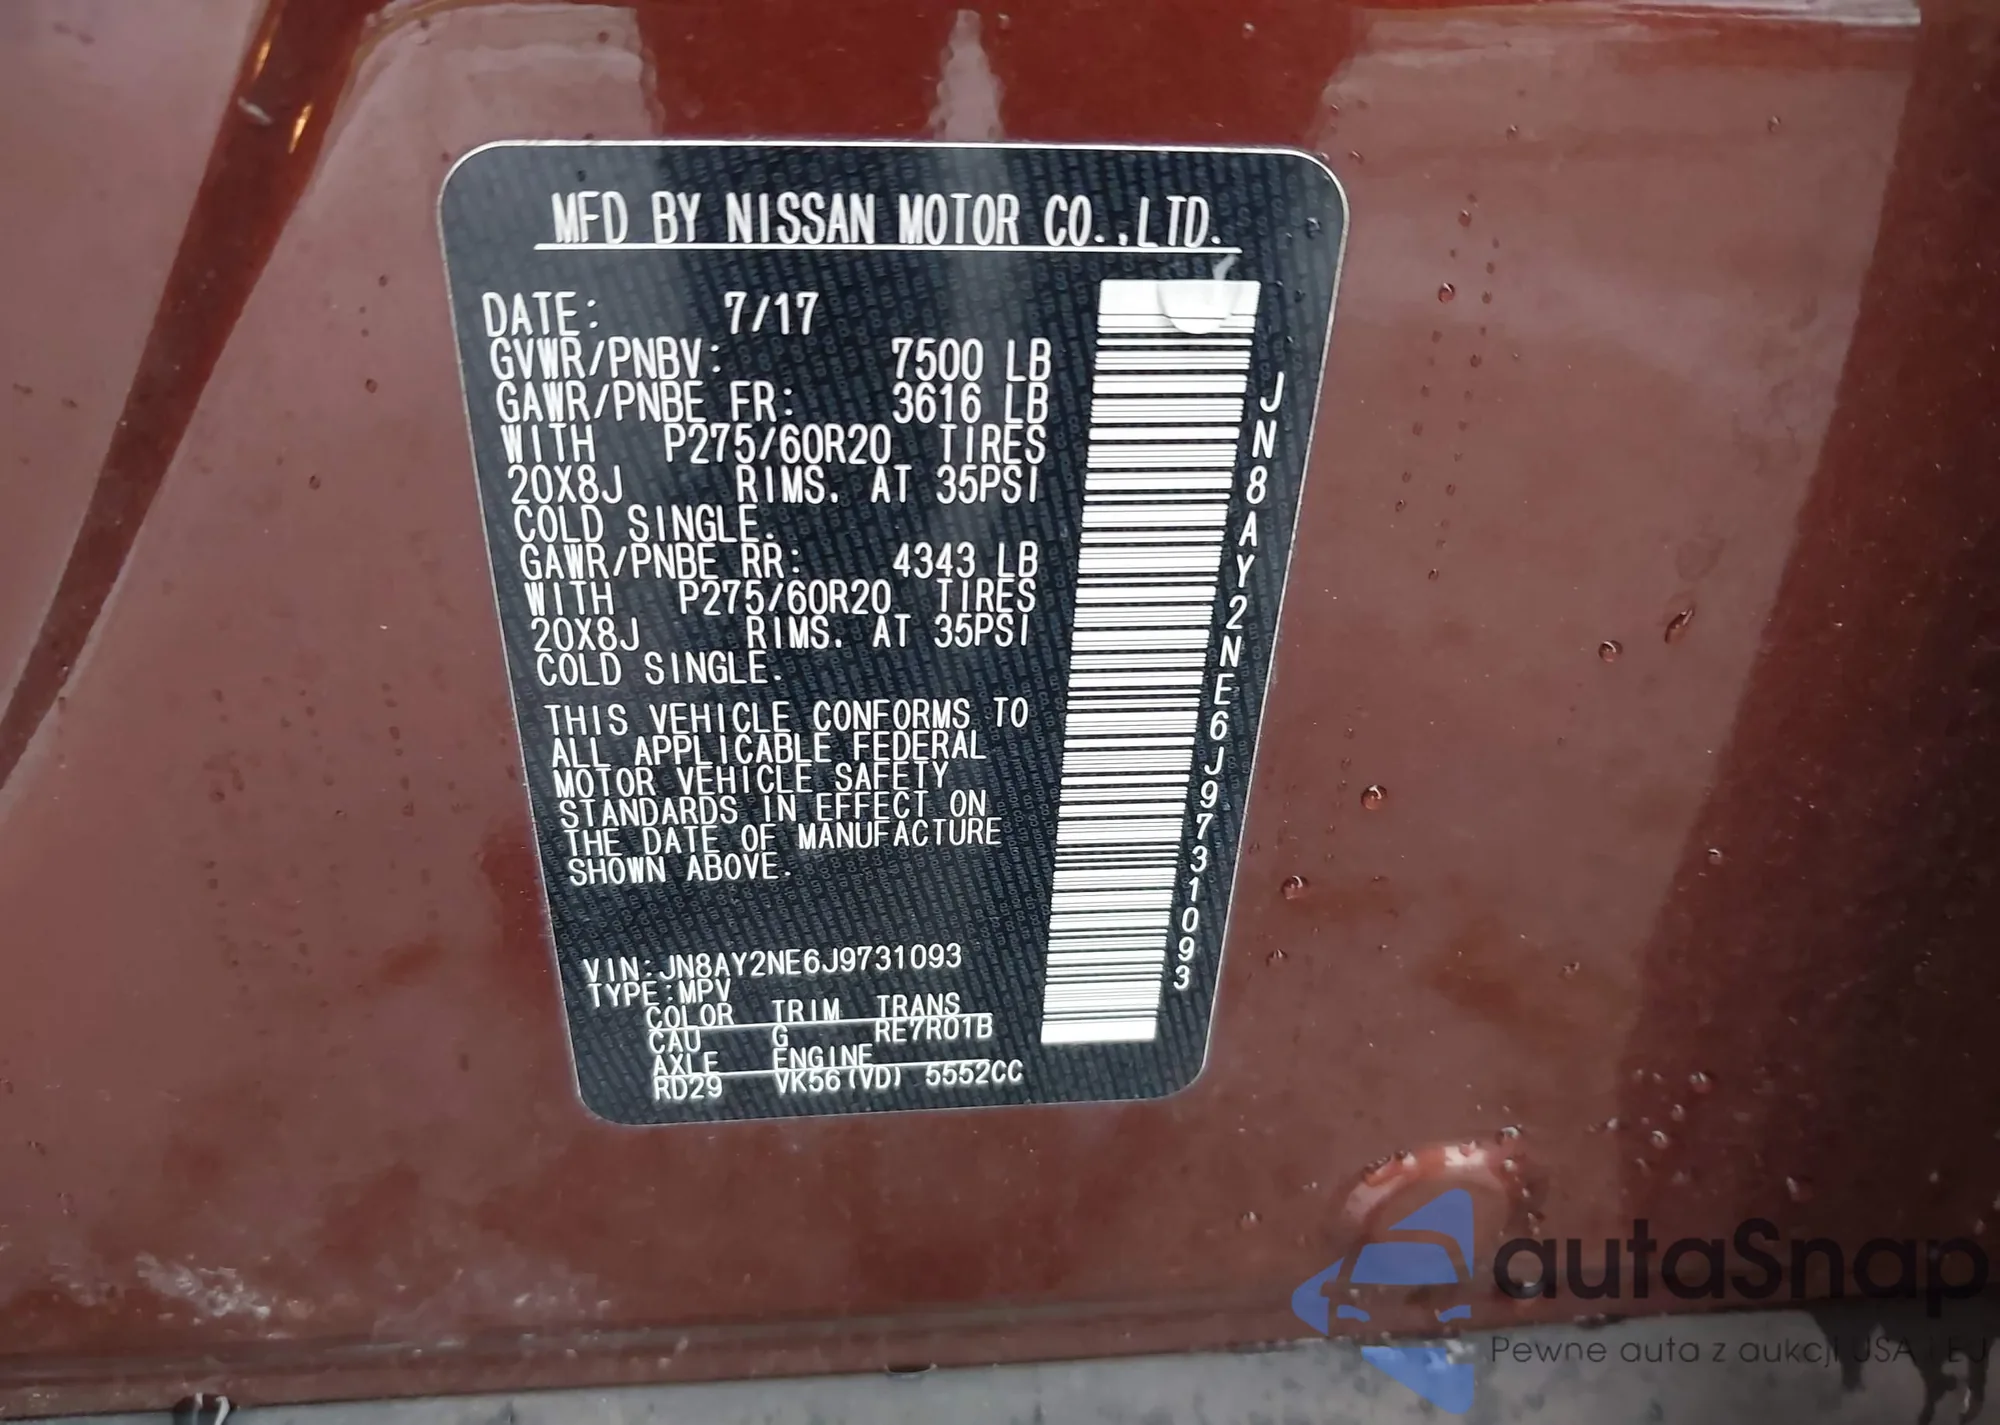 MFD BY NISSAN MOTOR CO.,LTD.
DATE: 7/17
GVWR/PNBV: 7500 LB
GAWR/PNBE FR: 3616 LB
WITH P275/60R20 TIRES
20X8J RIMS. AT 35PSI
COLD SINGLE.
GAWR/PNBE RR: 4343 LB
WITH P275/60R20 TIRES
20X8J RIMS. AT 35PSI
COLD SINGLE.
THIS VEHICLE CONFORMS TO
ALL APPLICABLE FEDERAL
MOTOR VEHICLE SAFETY
STANDARDS IN EFFECT ON
THE DATE OF MANUFACTURE
SHOWN ABOVE.
VIN:JN8AY2NE6J9731093
TYPE:MPV
COLOR TRIM TRANS
CAU G RE7R01B
AXLE ENGINE
RD29 VK56(VD) 5552CC
JN8AY2NE6J9731093
autaSnap
Pewne auta z aukcji